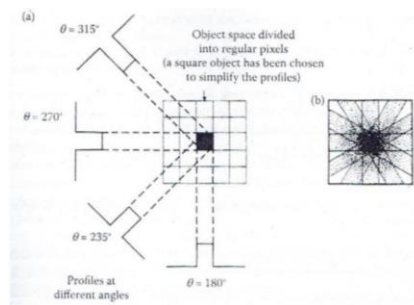 (a)
θ = 315°
Object space divided
into regular pixels
(a square object has been chosen
to simplify the profiles)
(b)
θ = 270°
θ = 235°
Profiles at
different angles
θ = 180°